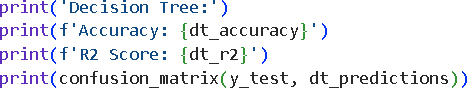 print('Decision Tree:')
print(f'Accuracy: {dt_accuracy}')
print(f'R2 Score: {dt_r2}')
print(confusion_matrix(y_test, dt_predictions))